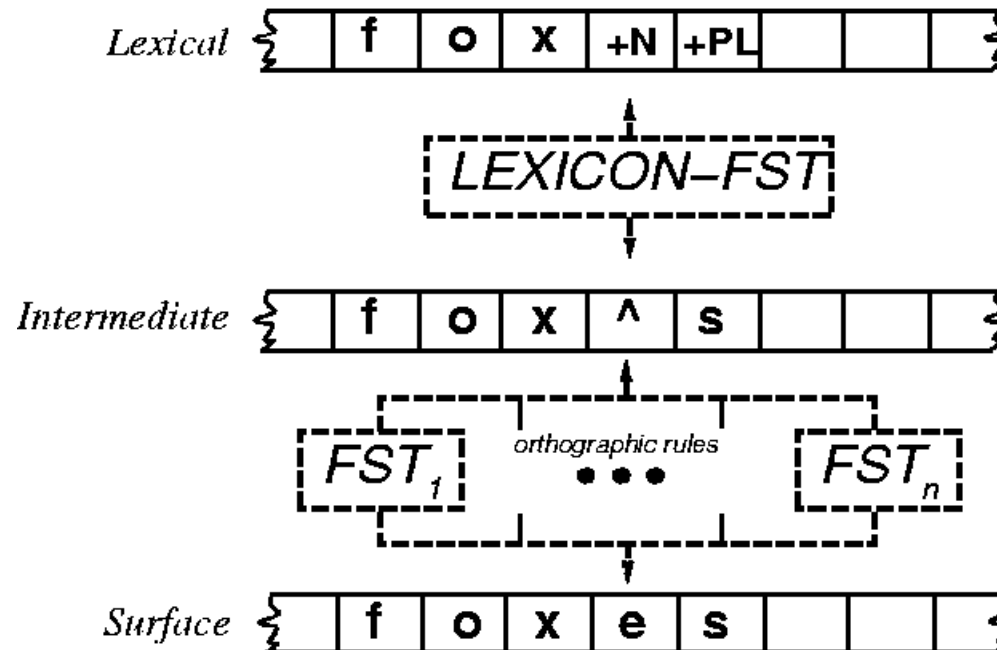 Lexical f o x +N +PL
LEXICON–FST
Intermediate f o x ^ s
orthographic rules
FST1 FSTn
Surface f o x e s